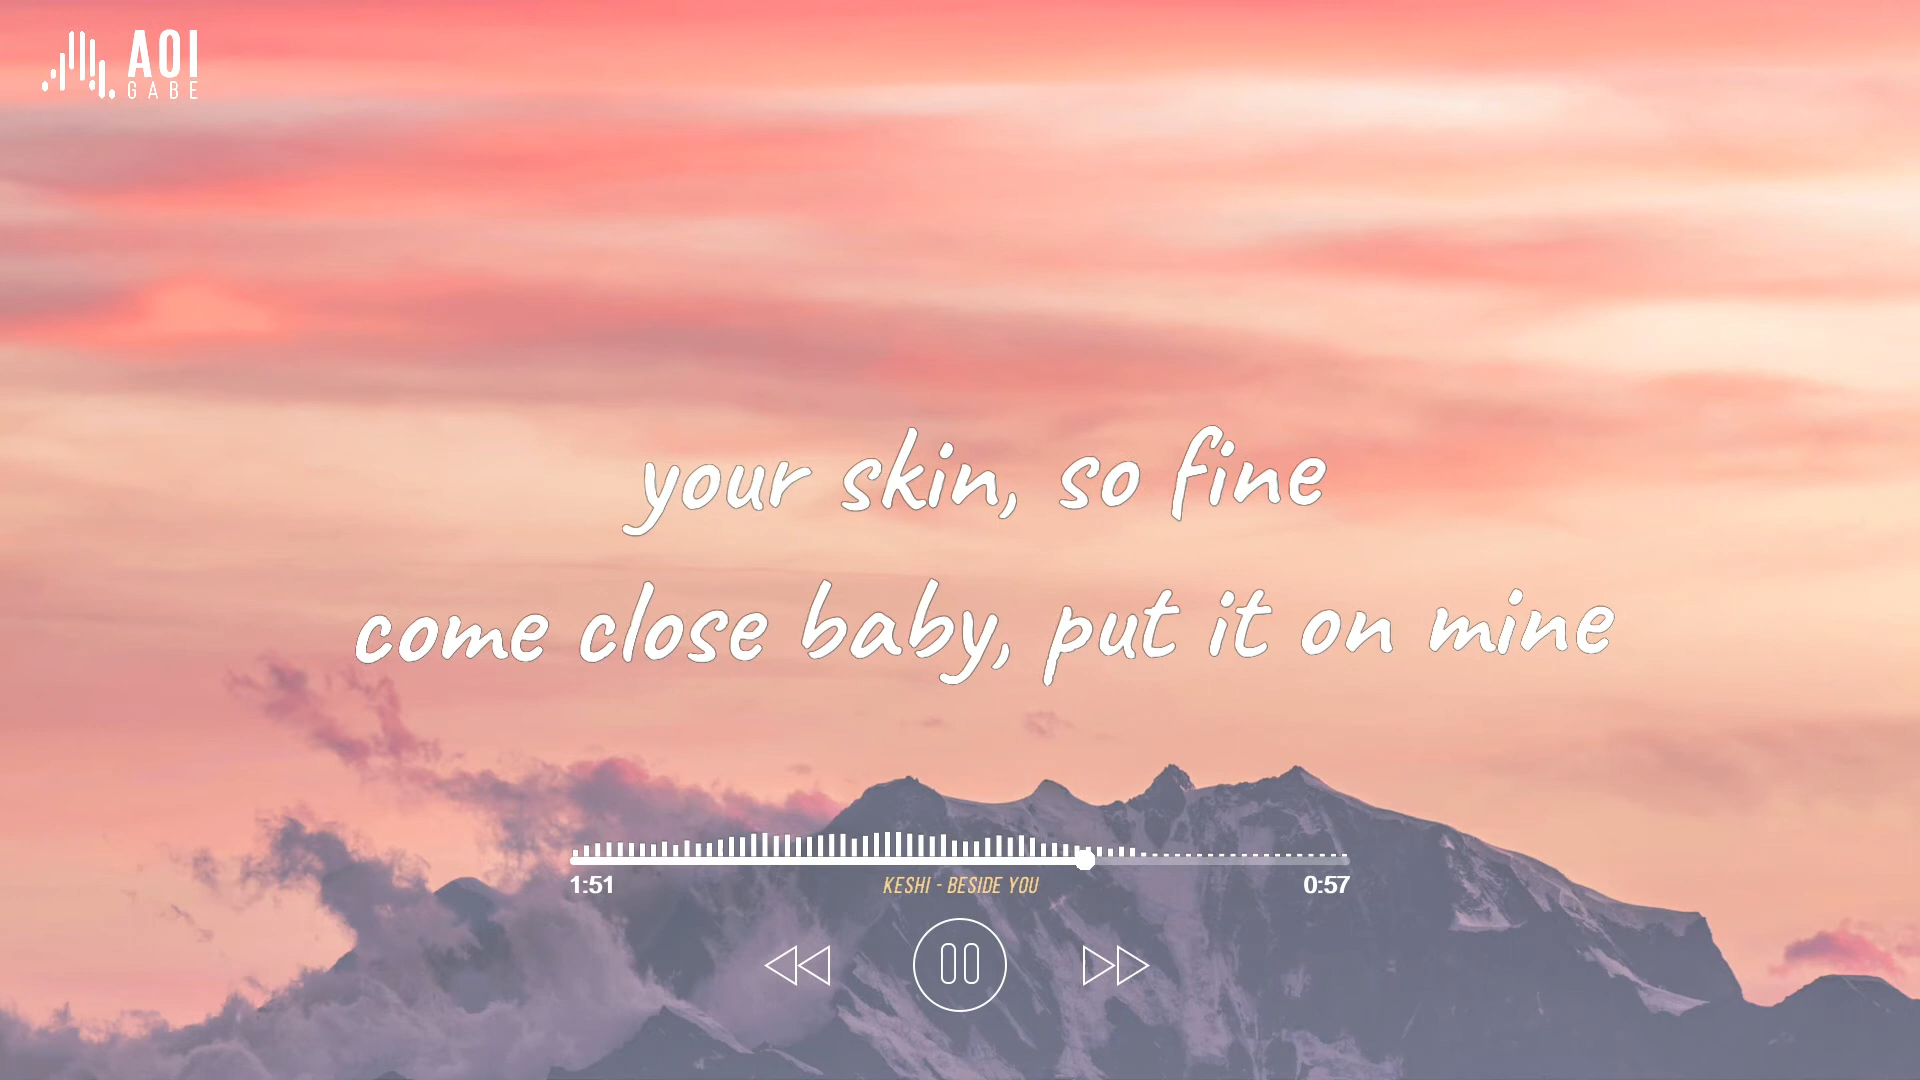 AOI
GABE
your skin, so fine
come close baby, put it on mine
1:51
KESHI - BESIDE YOU
0:57